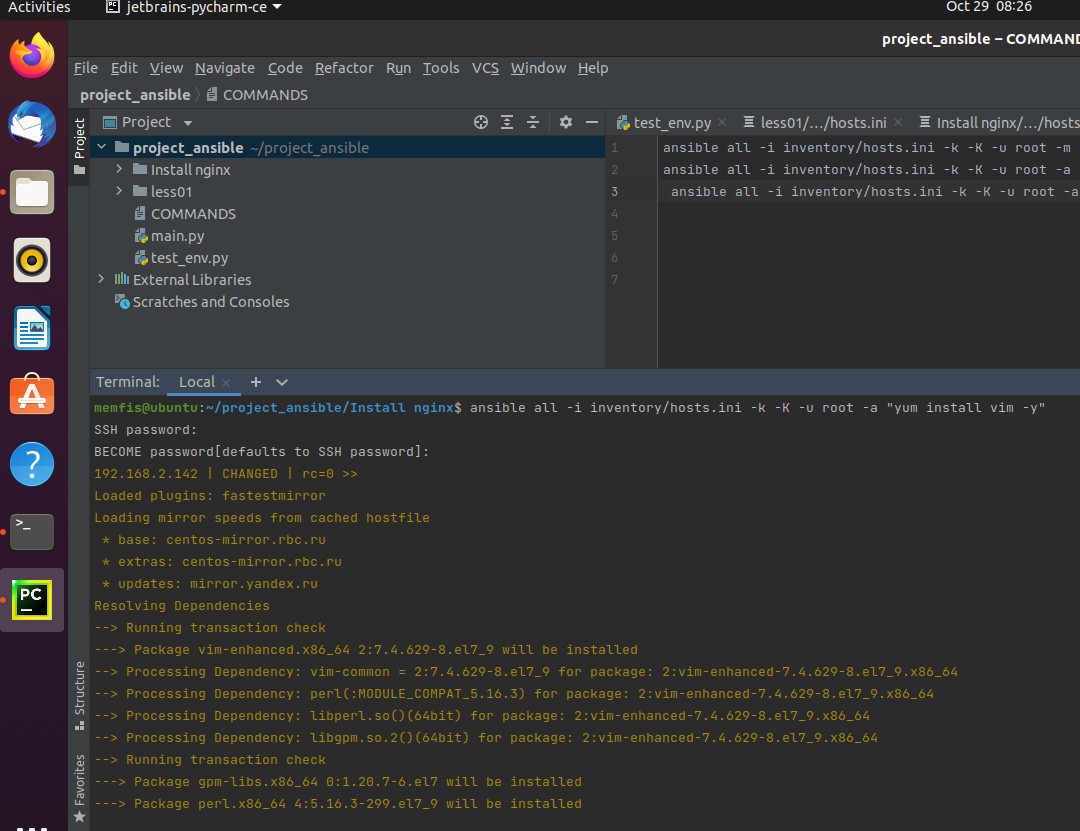 Activities jetbrains-pycharm-ce Oct 29 08:26
project_ansible – COMMAND
File Edit View Navigate Code Refactor Run Tools VCS Window Help
project_ansible COMMANDS
Project
Project test_env.py less01/.../hosts.ini Install nginx/.../hosts
project_ansible ~/project_ansible
Install nginx
less01
COMMANDS
main.py
test_env.py
External Libraries
Scratches and Consoles
1 ansible all -i inventory/hosts.ini -k -K -u root -m
2 ansible all -i inventory/hosts.ini -k -K -u root -a
3 ansible all -i inventory/hosts.ini -k -K -u root -a
4
5
6
7
Terminal: Local
memfis@ubuntu:~/project_ansible/Install nginx$ ansible all -i inventory/hosts.ini -k -K -u root -a "yum install vim -y"
SSH password:
BECOME password[defaults to SSH password]:
192.168.2.142 | CHANGED | rc=0 >>
Loaded plugins: fastestmirror
Loading mirror speeds from cached hostfile
* base: centos-mirror.rbc.ru
* extras: centos-mirror.rbc.ru
* updates: mirror.yandex.ru
Resolving Dependencies
--> Running transaction check
---> Package vim-enhanced.x86_64 2:7.4.629-8.el7_9 will be installed
--> Processing Dependency: vim-common = 2:7.4.629-8.el7_9 for package: 2:vim-enhanced-7.4.629-8.el7_9.x86_64
--> Processing Dependency: perl(:MODULE_COMPAT_5.16.3) for package: 2:vim-enhanced-7.4.629-8.el7_9.x86_64
--> Processing Dependency: libperl.so()(64bit) for package: 2:vim-enhanced-7.4.629-8.el7_9.x86_64
--> Processing Dependency: libgpm.so.2()(64bit) for package: 2:vim-enhanced-7.4.629-8.el7_9.x86_64
--> Running transaction check
---> Package gpm-libs.x86_64 0:1.20.7-6.el7 will be installed
---> Package perl.x86_64 4:5.16.3-299.el7_9 will be installed
Structure
Favorites
PC